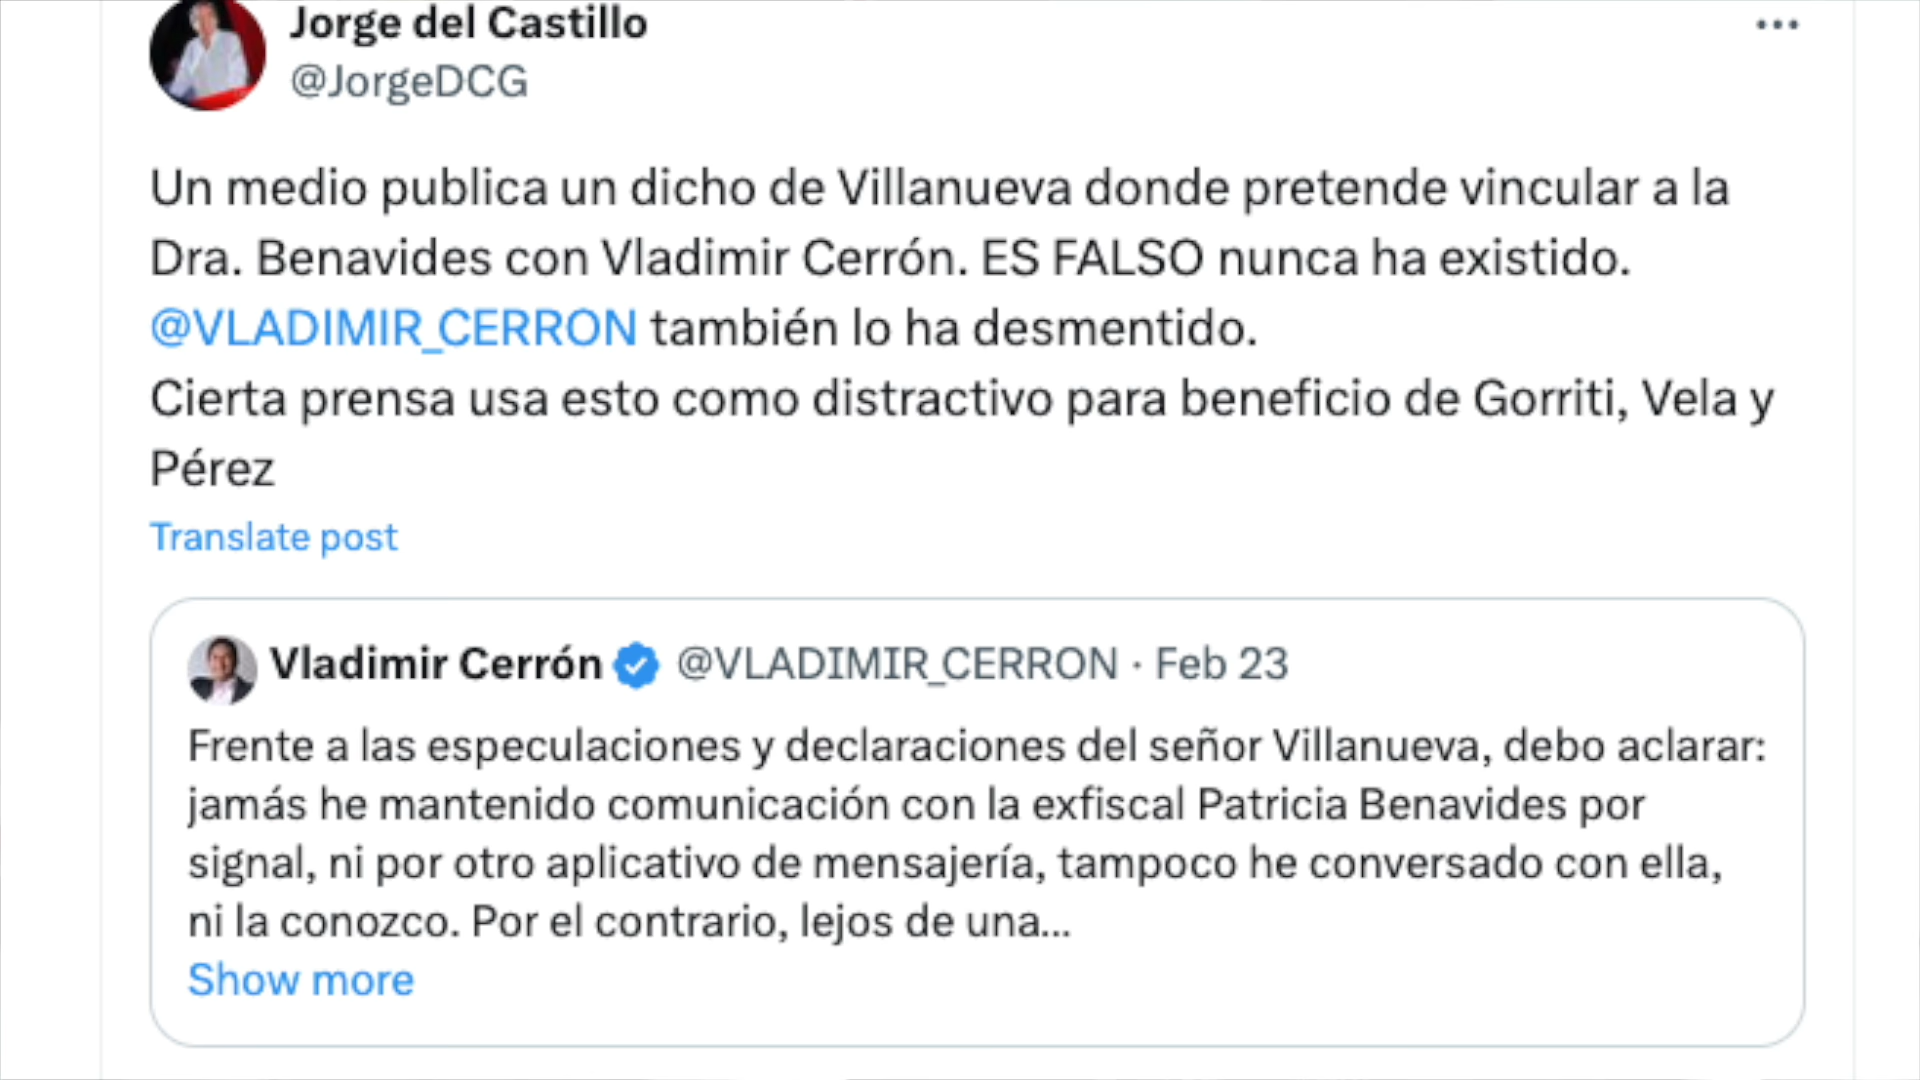 Jorge del Castillo
@JorgeDCG
Un medio publica un dicho de Villanueva donde pretende vincular a la
Dra. Benavides con Vladimir Cerrón. ES FALSO nunca ha existido.
@VLADIMIR_CERRON también lo ha desmentido.
Cierta prensa usa esto como distractivo para beneficio de Gorriti, Vela y
Pérez
Translate post
Vladimir Cerrón @VLADIMIR_CERRON · Feb 23
Frente a las especulaciones y declaraciones del señor Villanueva, debo aclarar:
jamás he mantenido comunicación con la exfiscal Patricia Benavides por
signal, ni por otro aplicativo de mensajería, tampoco he conversado con ella,
ni la conozco. Por el contrario, lejos de una...
Show more